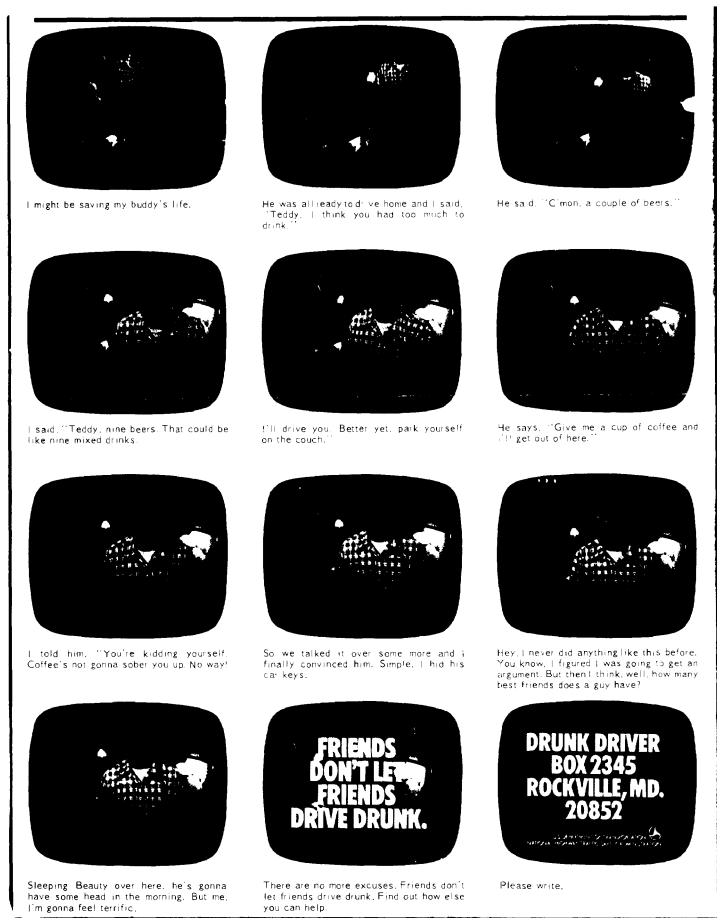 I might be saving my buddy's life.
He was all ready to drive home and I said,
"Teddy, I think you had too much to
drink."
He said, "C'mon, a couple of beers."
I said, "Teddy, nine beers. That could be
like nine mixed drinks.
I'll drive you. Better yet, park yourself
on the couch."
He says, "Give me a cup of coffee and
I'll get out of here."
I told him, "You're kidding yourself.
Coffee's not gonna sober you up. No way!
So we talked it over some more and I
finally convinced him. Simple, I hid his
car keys.
Hey, I never did anything like this before.
You know, I figured I was going to get an
argument. But then I think, well, how many
best friends does a guy have?
Sleeping Beauty over here, he's gonna
have some head in the morning. But me,
I'm gonna feel terrific.
FRIENDS
DON'T LET
FRIENDS
DRIVE DRUNK.
There are no more excuses. Friends don't
let friends drive drunk. Find out how else
you can help.
DRUNK DRIVER
BOX 2345
ROCKVILLE, MD.
20852
U.S. DEPARTMENT OF TRANSPORTATION
NATIONAL HIGHWAY TRAFFIC SAFETY ADMINISTRATION
Please write.